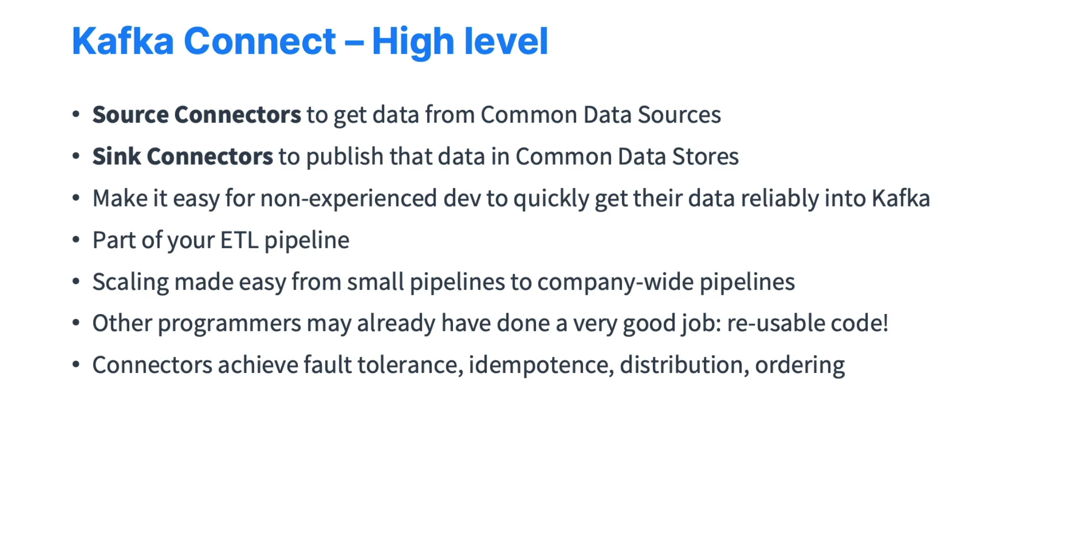 Kafka Connect – High level
• Source Connectors to get data from Common Data Sources
• Sink Connectors to publish that data in Common Data Stores
• Make it easy for non-experienced dev to quickly get their data reliably into Kafka
• Part of your ETL pipeline
• Scaling made easy from small pipelines to company-wide pipelines
• Other programmers may already have done a very good job: re-usable code!
• Connectors achieve fault tolerance, idempotence, distribution, ordering